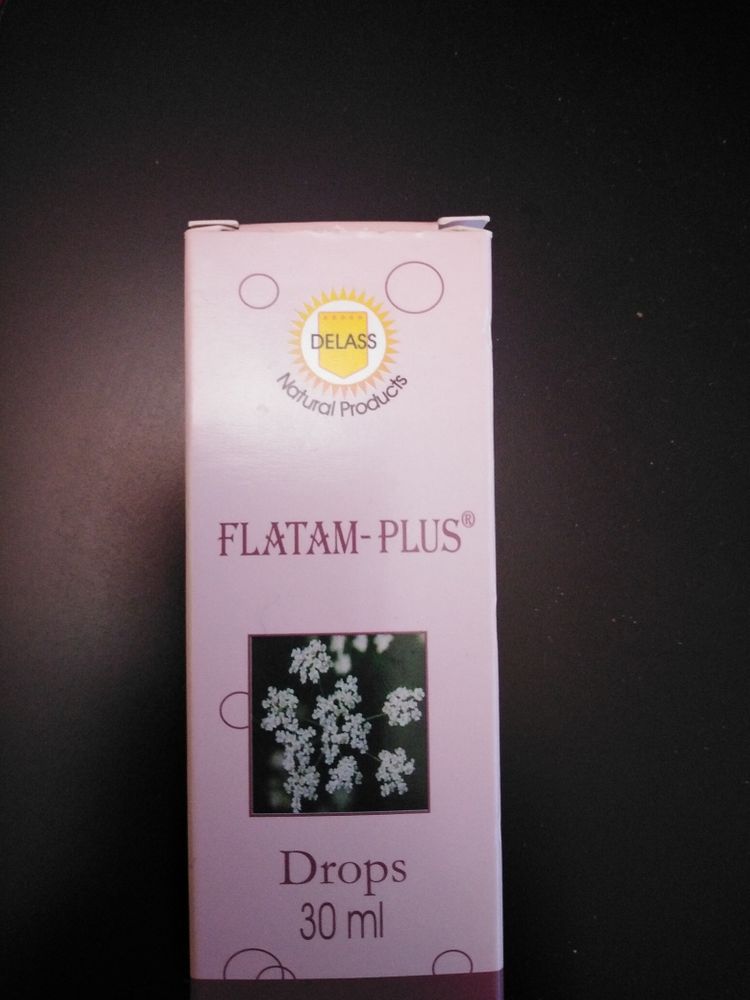 DELASS
Natural Products
FLATAM-PLUS®
Drops
30 ml